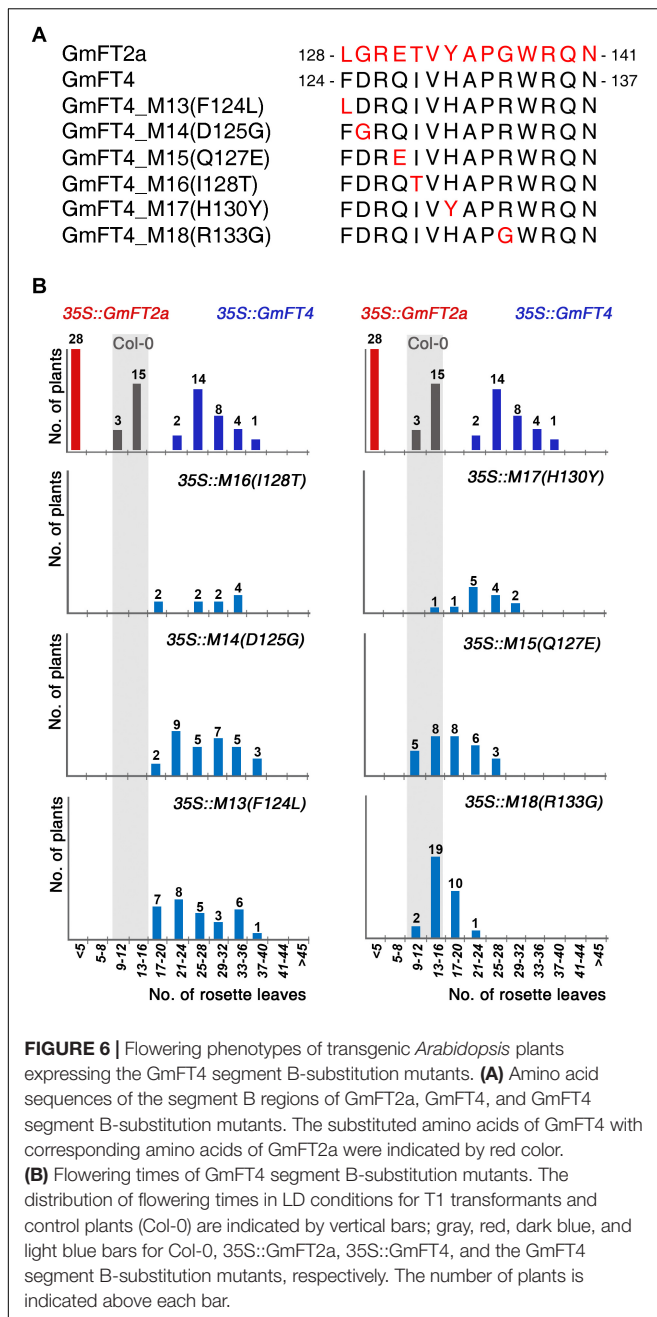 A
GmFT2a 128 - L G R E T V Y A P G W R Q N - 141
GmFT4 124 - F D R Q I V H A P R W R Q N - 137
GmFT4_M13(F124L) L D R Q I V H A P R W R Q N
GmFT4_M14(D125G) F G R Q I V H A P R W R Q N
GmFT4_M15(Q127E) F D R E I V H A P R W R Q N
GmFT4_M16(I128T) F D R Q T V H A P R W R Q N
GmFT4_M17(H130Y) F D R Q I V Y A P R W R Q N
GmFT4_M18(R133G) F D R Q I V H A P G W R Q N
B
35S::GmFT2a 35S::GmFT4
Col-0
No. of plants
28 3 15 2 14 8 4 1
35S::GmFT2a 35S::GmFT4
Col-0
No. of plants
28 3 15 2 14 8 4 1
35S::M16(I128T)
No. of plants
2 2 2 4
35S::M17(H130Y)
1 1 5 4 2
35S::M14(D125G)
No. of plants
2 9 5 7 5 3
35S::M15(Q127E)
5 8 8 6 3
35S::M13(F124L)
No. of plants
7 8 5 3 6 1
35S::M18(R133G)
2 19 10 1
<5 5-8 9-12 13-16 17-20 21-24 25-28 29-32 33-36 37-40 41-44 >45
No. of rosette leaves
<5 5-8 9-12 13-16 17-20 21-24 25-28 29-32 33-36 37-40 41-44 >45
No. of rosette leaves
FIGURE 6 | Flowering phenotypes of transgenic Arabidopsis plants
expressing the GmFT4 segment B-substitution mutants. (A) Amino acid
sequences of the segment B regions of GmFT2a, GmFT4, and GmFT4
segment B-substitution mutants. The substituted amino acids of GmFT4 with
corresponding amino acids of GmFT2a were indicated by red color.
(B) Flowering times of GmFT4 segment B-substitution mutants. The
distribution of flowering times in LD conditions for T1 transformants and
control plants (Col-0) are indicated by vertical bars; gray, red, dark blue, and
light blue bars for Col-0, 35S::GmFT2a, 35S::GmFT4, and the GmFT4
segment B-substitution mutants, respectively. The number of plants is
indicated above each bar.